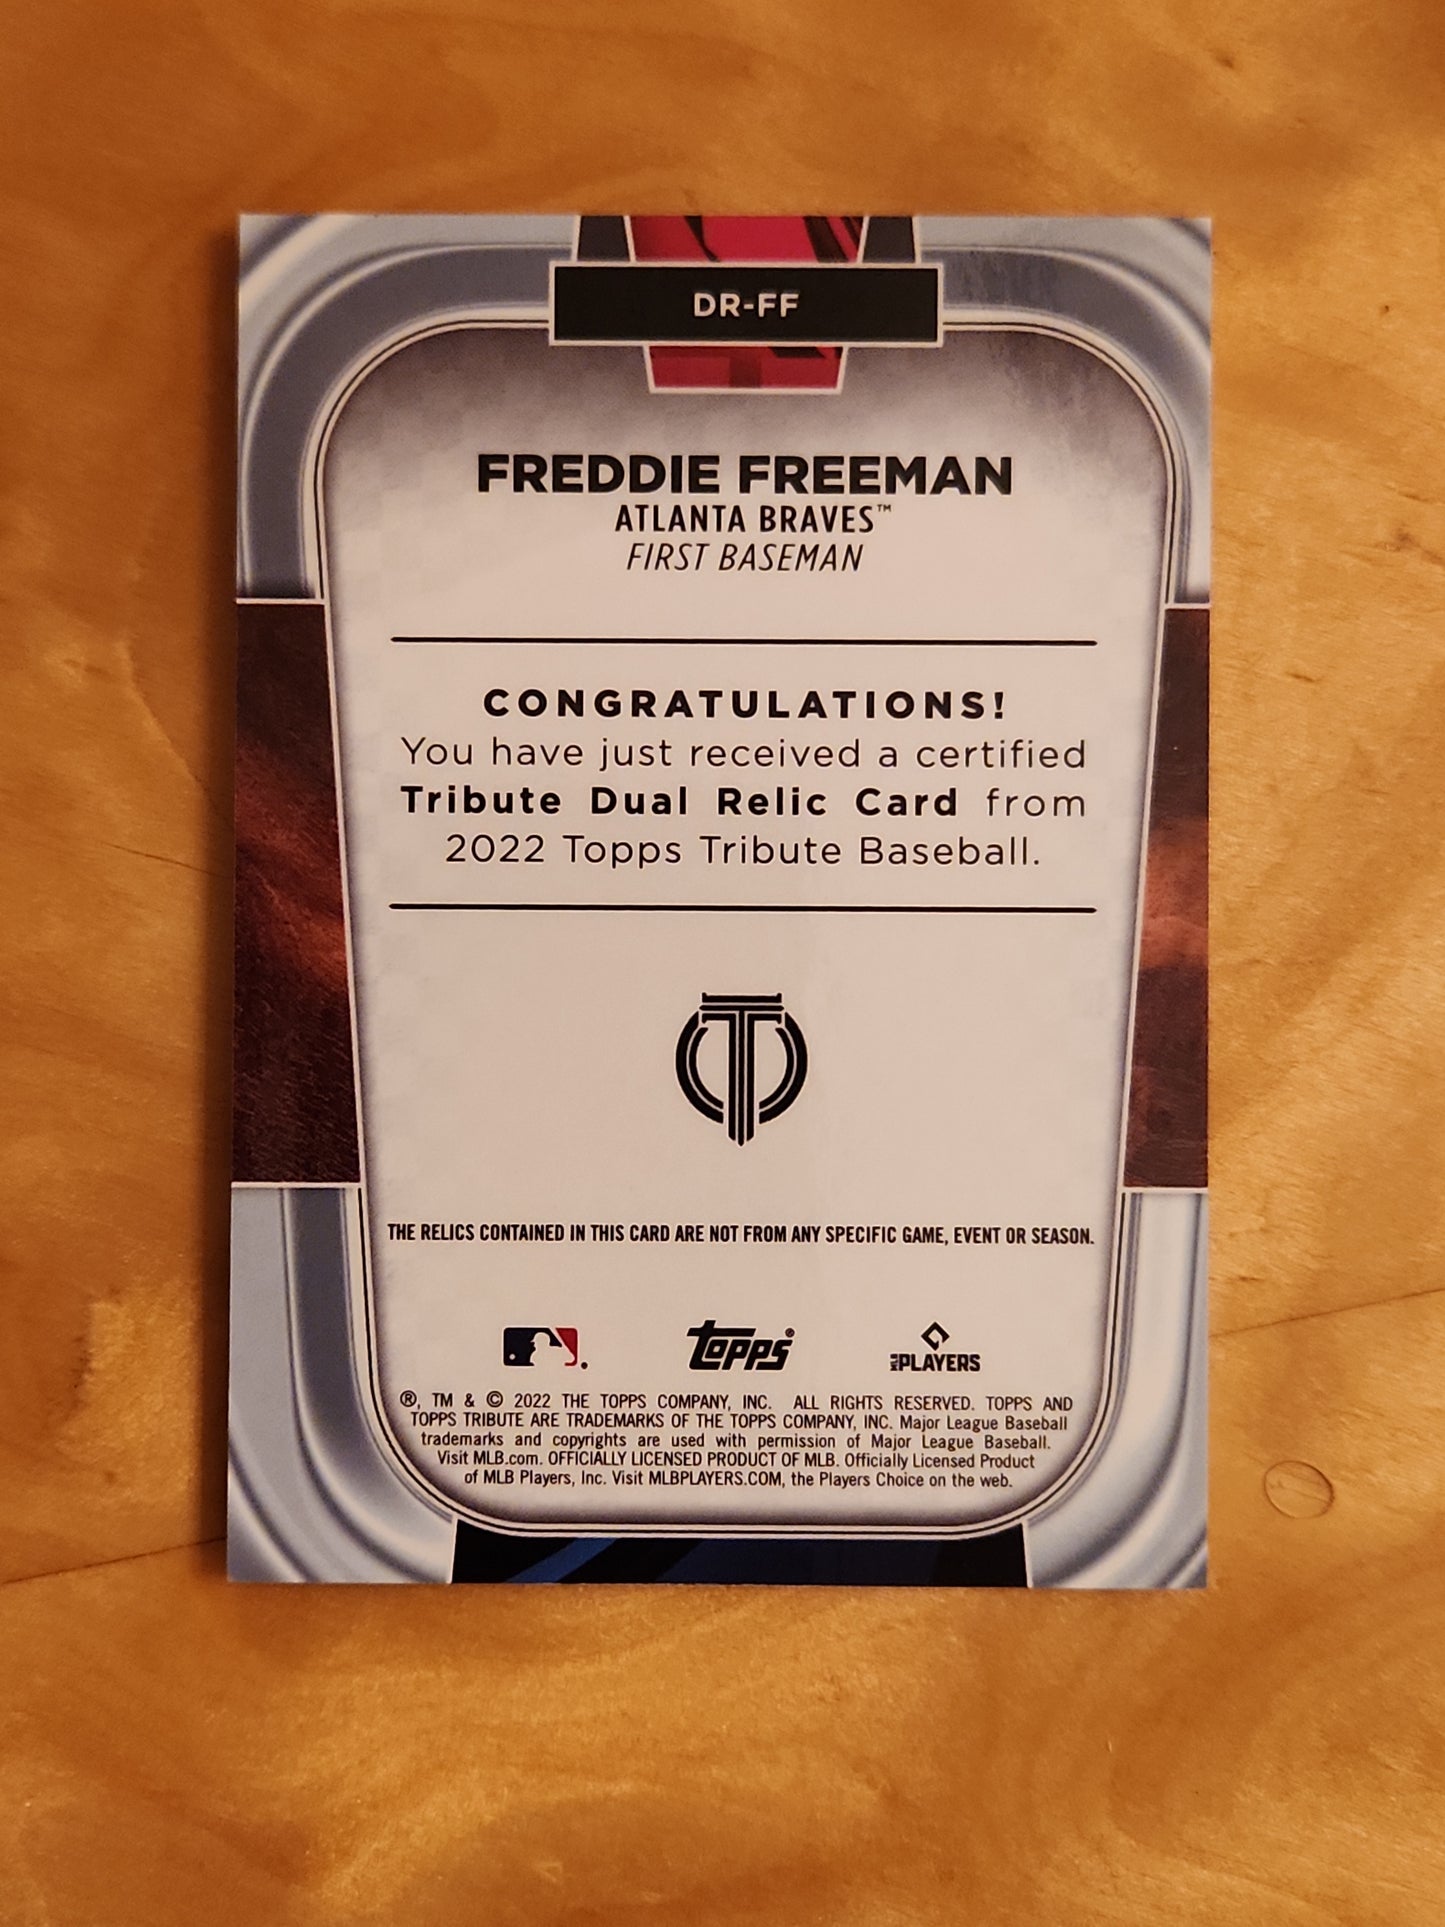 DR-FF
FREDDIE FREEMAN
ATLANTA BRAVES™
FIRST BASEMAN
CONGRATULATIONS!
You have just received a certified
Tribute Dual Relic Card from
2022 Topps Tribute Baseball.
THE RELICS CONTAINED IN THIS CARD ARE NOT FROM ANY SPECIFIC GAME, EVENT OR SEASON.
Topps® MLB PLAYERS
®, TM & © 2022 THE TOPPS COMPANY, INC. ALL RIGHTS RESERVED. TOPPS AND
TOPPS TRIBUTE ARE TRADEMARKS OF THE TOPPS COMPANY, INC. Major League Baseball
trademarks and copyrights are used with permission of Major League Baseball.
Visit MLB.com. OFFICIALLY LICENSED PRODUCT OF MLB. Officially Licensed Product
of MLB Players, Inc. Visit MLBPLAYERS.COM, the Players Choice on the web.